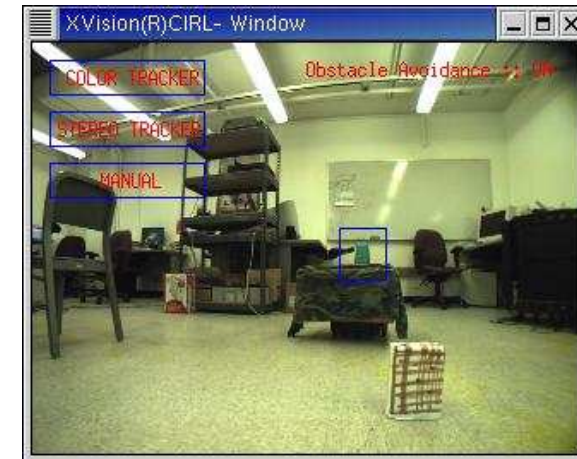 XVision(R)CIRL- Window
COLOR TRACKER
Obstacle Avoidance :: ON
STEREO TRACKER
MANUAL